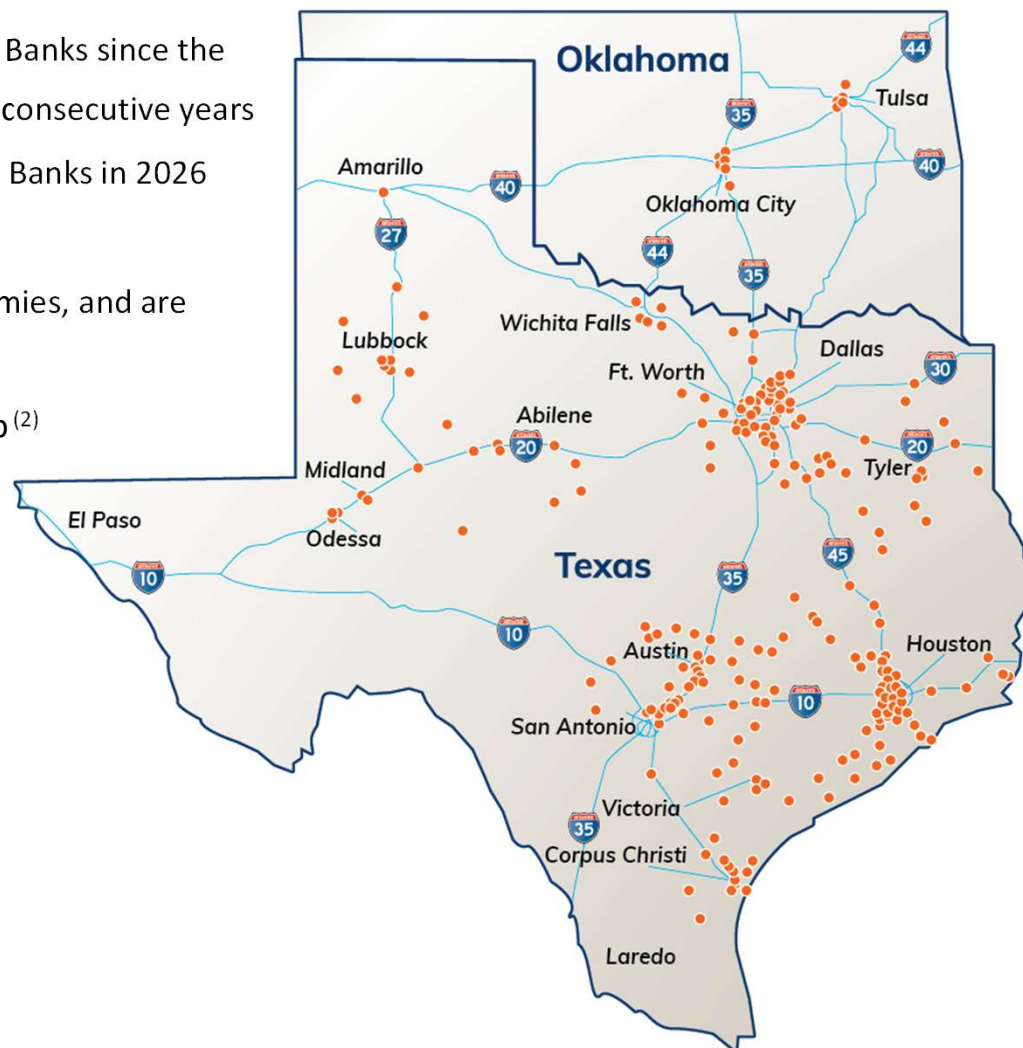 Banks since the
consecutive years
Banks in 2026
mies, and are
(2)
Oklahoma
44
35
Tulsa
Amarillo
40
40
27
Oklahoma City
44
35
Wichita Falls
Lubbock
Dallas
Ft. Worth
30
Abilene
20
20
Midland
Tyler
El Paso
Odessa
45
Texas
10
35
10
Austin
Houston
10
San Antonio
Victoria
35
Corpus Christi
Laredo